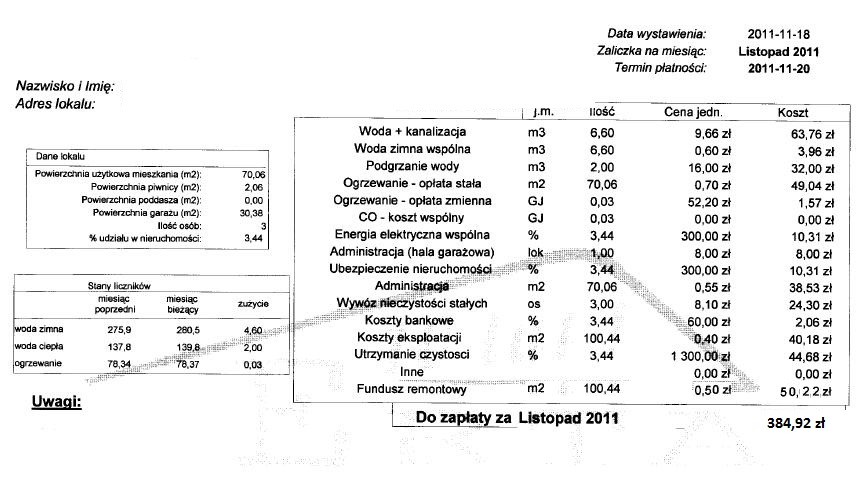 Data wystawienia: 2011-11-18
Zaliczka na miesiąc: Listopad 2011
Termin płatności: 2011-11-20
Nazwisko i Imię:
Adres lokalu:
Dane lokalu
Powierzchnia użytkowa mieszkania (m2): 70,06
Powierzchnia piwnicy (m2): 2,06
Powierzchnia poddasza (m2): 0,00
Powierzchnia garażu (m2): 30,38
Ilość osób: 3
% udziału w nieruchomości: 3,44
Stany liczników
miesiąc poprzedni miesiąc bieżący zużycie
woda zimna 275,9 280,5 4,60
woda ciepła 137,8 139,8 2,00
ogrzewanie 78,34 78,37 0,03
Uwagi:
j.m. Ilość Cena jedn. Koszt
Woda + kanalizacja m3 6,60 9,66 zł 63,76 zł
Woda zimna wspólna m3 6,60 0,60 zł 3,96 zł
Podgrzanie wody m3 2,00 16,00 zł 32,00 zł
Ogrzewanie - opłata stała m2 70,06 0,70 zł 49,04 zł
Ogrzewanie - opłata zmienna GJ 0,03 52,20 zł 1,57 zł
CO - koszt wspólny GJ 0,03 0,00 zł 0,00 zł
Energia elektryczna wspólna % 3,44 300,00 zł 10,31 zł
Administracja (hala garażowa) lok 1,00 8,00 zł 8,00 zł
Ubezpieczenie nieruchomości % 3,44 300,00 zł 10,31 zł
Administracja m2 70,06 0,55 zł 38,53 zł
Wywóz nieczystości stałych os 3,00 8,10 zł 24,30 zł
Koszty bankowe % 3,44 60,00 zł 2,06 zł
Koszty eksploatacji m2 100,44 0,40 zł 40,18 zł
Utrzymanie czystosci % 3,44 1 300,00 zł 44,68 zł
Inne 0,00 zł 0,00 zł
Fundusz remontowy m2 100,44 0,50 zł 50,22 zł
Do zapłaty za Listopad 2011 384,92 zł